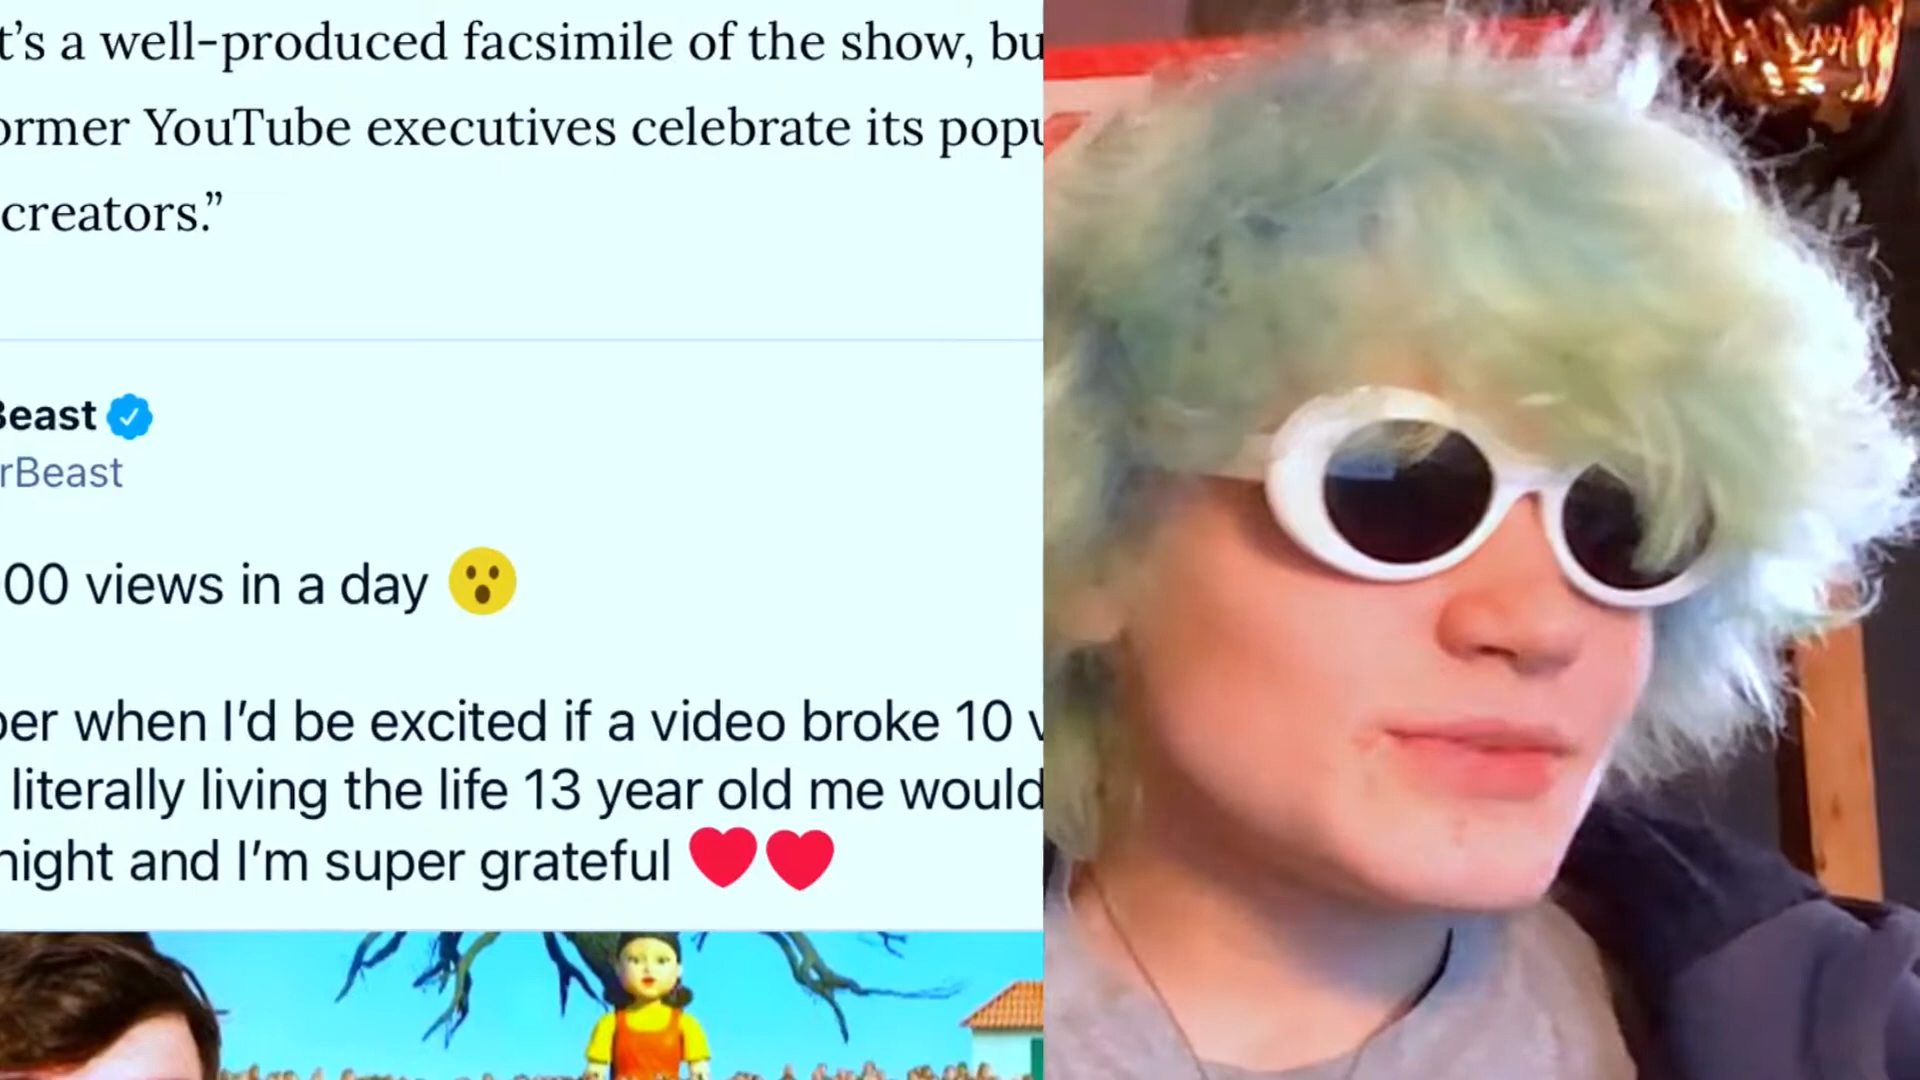 t’s a well-produced facsimile of the show, bu
ormer YouTube executives celebrate its popu
creators.”
Beast
rBeast
00 views in a day 😮
ber when I’d be excited if a video broke 10 v
literally living the life 13 year old me would
night and I’m super grateful ❤️❤️